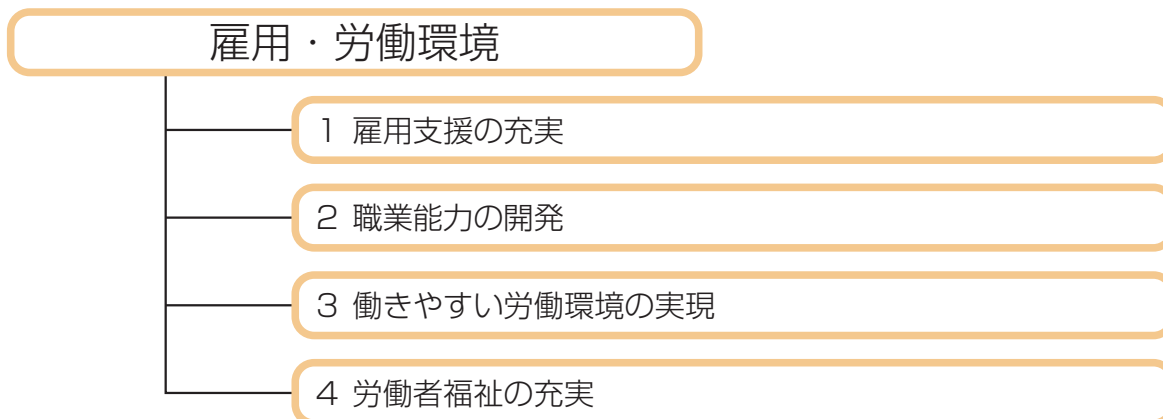 雇用・労働環境
1 雇用支援の充実
2 職業能力の開発
3 働きやすい労働環境の実現
4 労働者福祉の充実